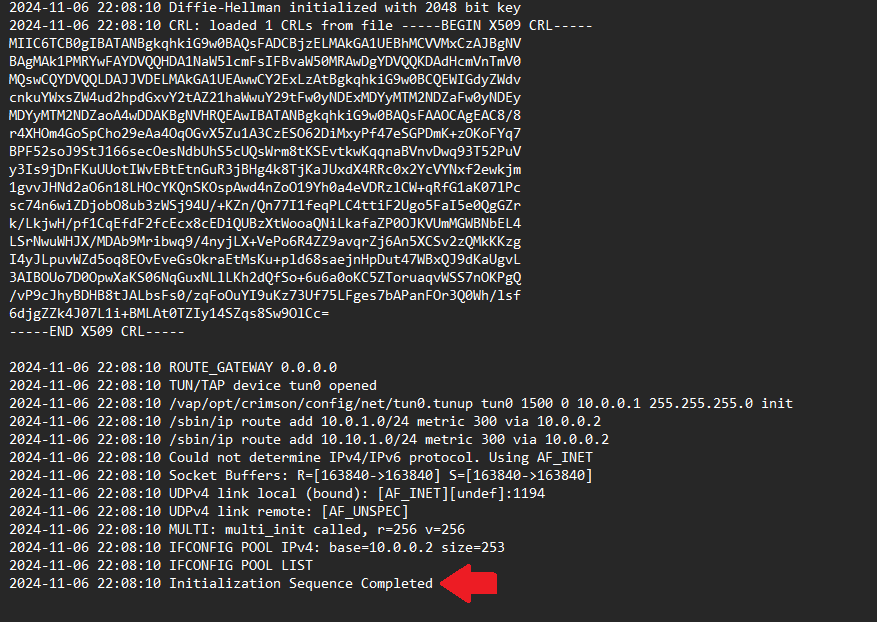 2024-11-06 22:08:10 Diffie-Hellman initialized with 2048 bit key
2024-11-06 22:08:10 CRL: loaded 1 CRLs from file -----BEGIN X509 CRL-----
MIIC6TCB0gIBATANBgkqhkiG9w0BAQsFADCBjzELMAkGA1UEBhMCVVMxCzAJBgNV
BAgMAk1PMRYwFAYDVQQHDA1NaW51cmFsIFBvaW50MRAwDgYDVQQKDAdHcmVnTmV0
MQswCQYDVQQLDAJJVDELMAkGA1UEAwwCY2ExLzAtBgkqhkiG9w0BCQEWIGdyZWdv
cnkuYWxsZW4ud2hpdGxvY2tAZ21haWwuY29tFw0yNDExMDYyMTM2NDZaFw0yNDEy
MDYyMTM2NDZaoA4wDDAKBgNVHRQEAwIBATANBgkqhkiG9w0BAQsFAAOCAgEAC8/8
r4XHOm4GoSpCho29eAa4OqOGvX5Zu1A3CzESO62DiMxyPf47eSGPDmK+zOKoFYq7
BPF52soJ9StJ166secOesNdbUhS5cUQsWrm8tKSEvtkwKqqnaBVnvDwq93T52PuV
y3Is9jDnFKuUUotIWvEBtEtnGuR3jBHg4k8TjKaJUxdX4RRc0x2YcVYNxf2ewkjm
1gvvJHNd2aO6n18LHOcYKQnSKOspAwd4nZoO19Yh0a4eVDRzlCW+qRfG1aK07lPc
sc74n6wiZDjobO8ub3zWSj94U/+KZn/Qn77I1feqPLC4ttiF2Ugo5FaI5e0QgGZr
k/LkjwH/pf1CqEfdF2fcEcx8cEDiQUBzXtWooaQNiLkafaZP0OJKVUmMGWBNbEL4
LSrNwuWHJX/MDAb9Mribwq9/4nyjLX+VePo6R4ZZ9avqrZj6An5XCSv2zQMkKKzg
I4yJLpuvWZd5oq8EOvEveGsOkraEtMsKu+pld68saejnHpDut47WBxQJ9dKaUgvL
3AIBOUo7D0OpwXaKS06NqGuxNLlLKh2dQfSo+6u6a0oKC5ZToruaqvWSS7nOKPgQ
/vP9cJhyBDHB8tJALbsFs0/zqFoOuYI9uKz73Uf75LFges7bAPanFOr3Q0Wh/lsf
6djgZZk4J07L1i+BMLAt0TZIy14SZqs8Sw9OlCc=
-----END X509 CRL-----
2024-11-06 22:08:10 ROUTE_GATEWAY 0.0.0.0
2024-11-06 22:08:10 TUN/TAP device tun0 opened
2024-11-06 22:08:10 /vap/opt/crimson/config/net/tun0.tunup tun0 1500 0 10.0.0.1 255.255.255.0 init
2024-11-06 22:08:10 /sbin/ip route add 10.0.1.0/24 metric 300 via 10.0.0.2
2024-11-06 22:08:10 /sbin/ip route add 10.10.1.0/24 metric 300 via 10.0.0.2
2024-11-06 22:08:10 Could not determine IPv4/IPv6 protocol. Using AF_INET
2024-11-06 22:08:10 Socket Buffers: R=[163840->163840] S=[163840->163840]
2024-11-06 22:08:10 UDPv4 link local (bound): [AF_INET][undef]:1194
2024-11-06 22:08:10 UDPv4 link remote: [AF_UNSPEC]
2024-11-06 22:08:10 MULTI: multi_init called, r=256 v=256
2024-11-06 22:08:10 IFCONFIG POOL IPv4: base=10.0.0.2 size=253
2024-11-06 22:08:10 IFCONFIG POOL LIST
2024-11-06 22:08:10 Initialization Sequence Completed